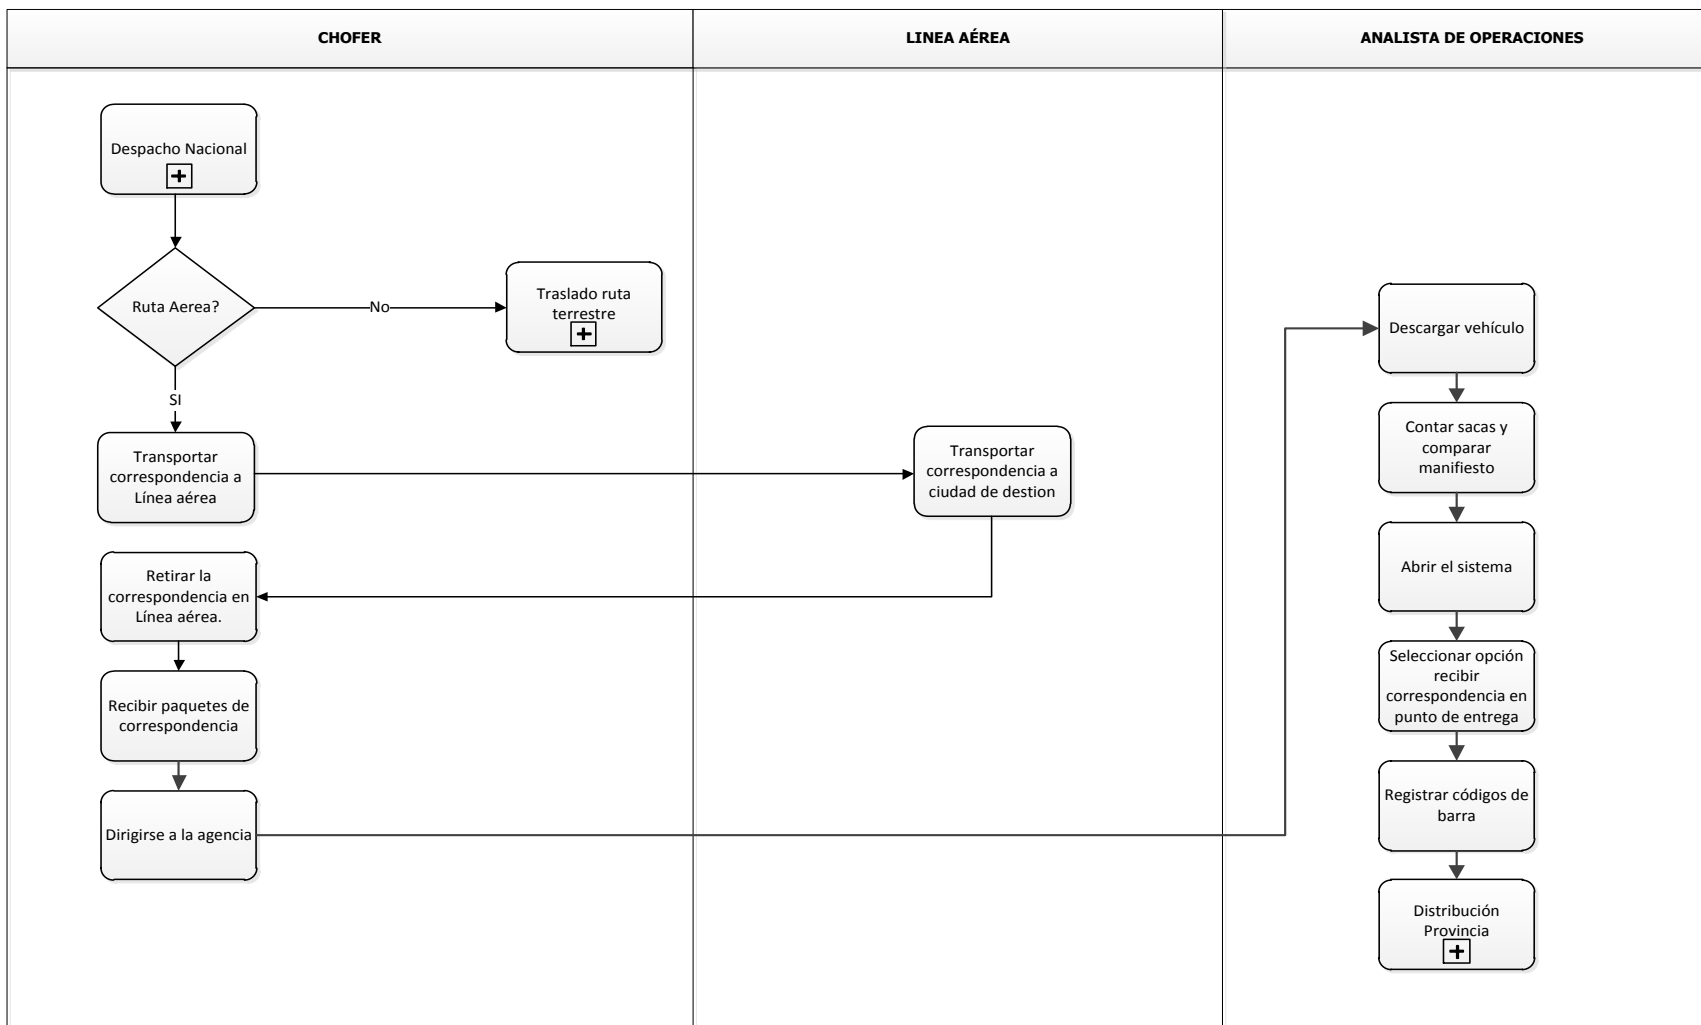 CHOFER
LINEA AÉREA
ANALISTA DE OPERACIONES
Despacho Nacional
Ruta Aerea?
No
Traslado ruta
terrestre
SI
Transportar
correspondencia a
Línea aérea
Transportar
correspondencia a
ciudad de destion
Retirar la
correspondencia en
Línea aérea.
Recibir paquetes de
correspondencia
Dirigirse a la agencia
Descargar vehículo
Contar sacas y
comparar
manifiesto
Abrir el sistema
Seleccionar opción
recibir
correspondencia en
punto de entrega
Registrar códigos de
barra
Distribución
Provincia